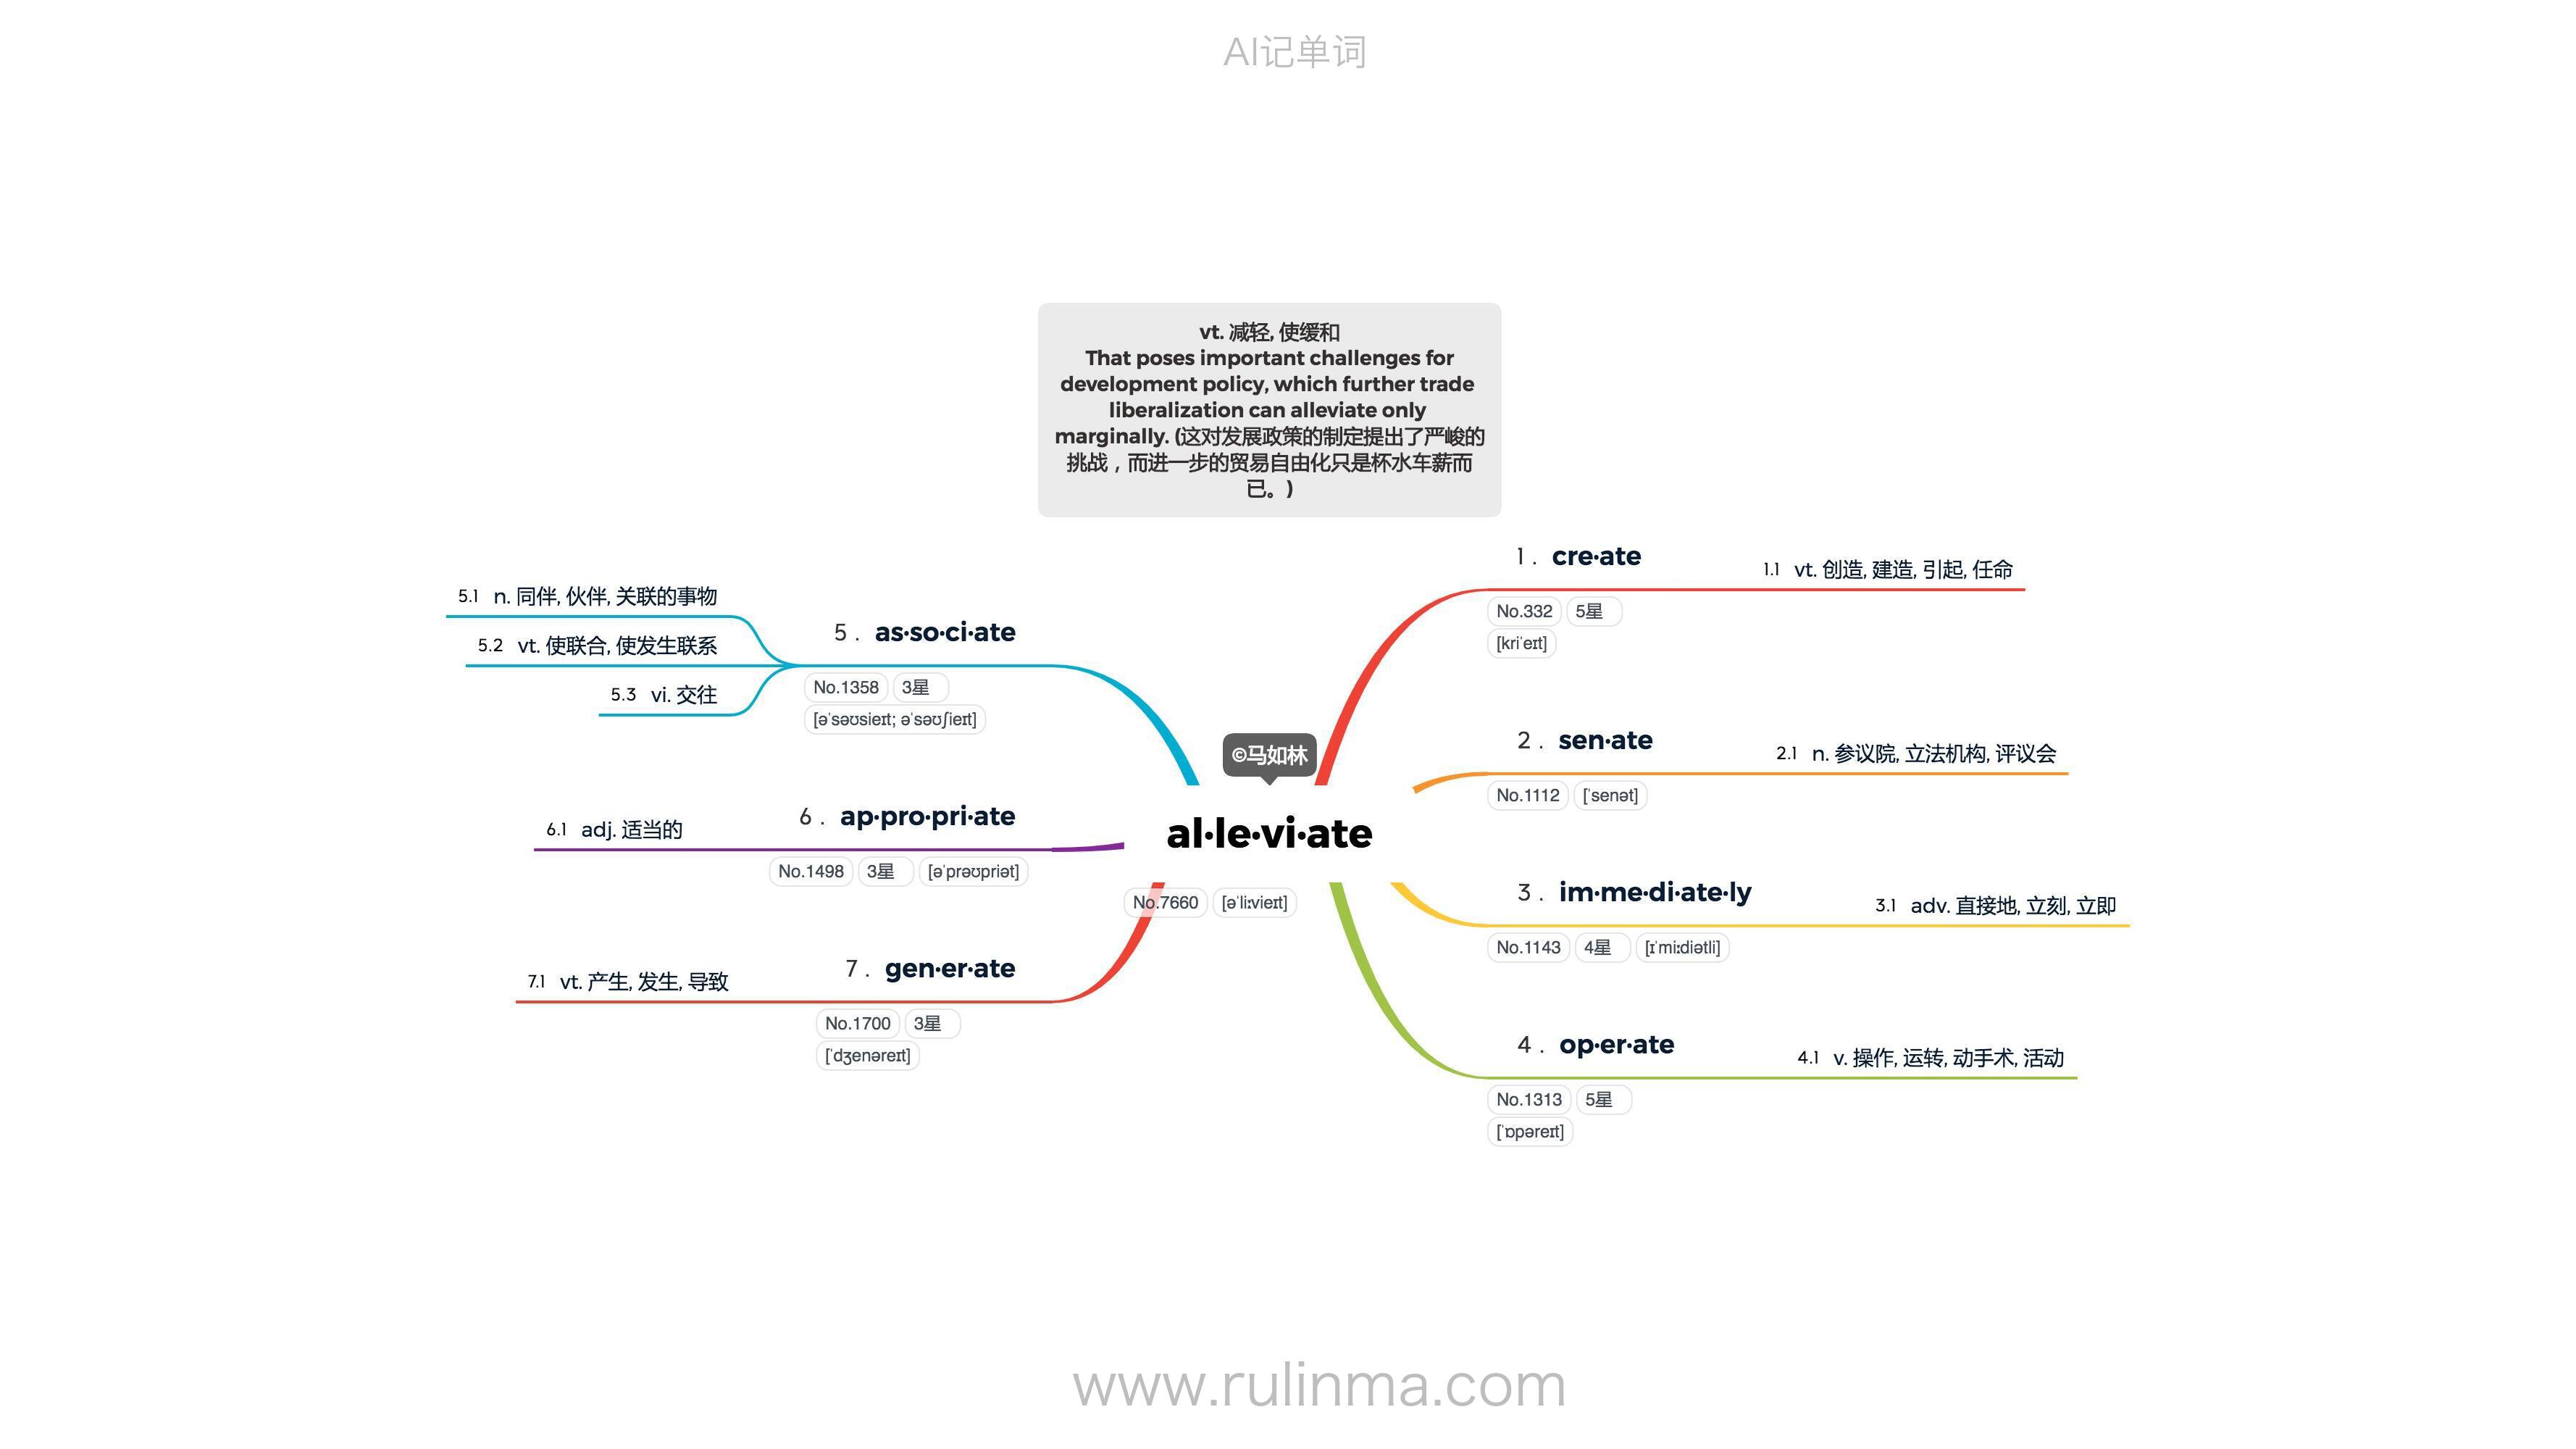 AI记单词
vt. 减轻, 使缓和
That poses important challenges for
development policy, which further trade
liberalization can alleviate only
marginally. (这对发展政策的制定提出了严峻的
挑战，而进一步的贸易自由化只是杯水车薪而
已。)
©马如林
al·le·vi·ate
No.7660 [əˈliːvieɪt]
1 . cre·ate
1.1 vt. 创造, 建造, 引起, 任命
No.332 5星
[kriˈeɪt]
2 . sen·ate
2.1 n. 参议院, 立法机构, 评议会
No.1112 [ˈsenət]
3 . im·me·di·ate·ly
3.1 adv. 直接地, 立刻, 立即
No.1143 4星 [ɪˈmiːdiətli]
4 . op·er·ate
4.1 v. 操作, 运转, 动手术, 活动
No.1313 5星
[ˈɒpəreɪt]
5 . as·so·ci·ate
5.1 n. 同伴, 伙伴, 关联的事物
5.2 vt. 使联合, 使发生联系
5.3 vi. 交往
No.1358 3星
[əˈsəʊsieɪt; əˈsəʊʃieɪt]
6 . ap·pro·pri·ate
6.1 adj. 适当的
No.1498 3星 [əˈprəʊpriət]
7 . gen·er·ate
7.1 vt. 产生, 发生, 导致
No.1700 3星
[ˈdʒenəreɪt]
www.rulinma.com